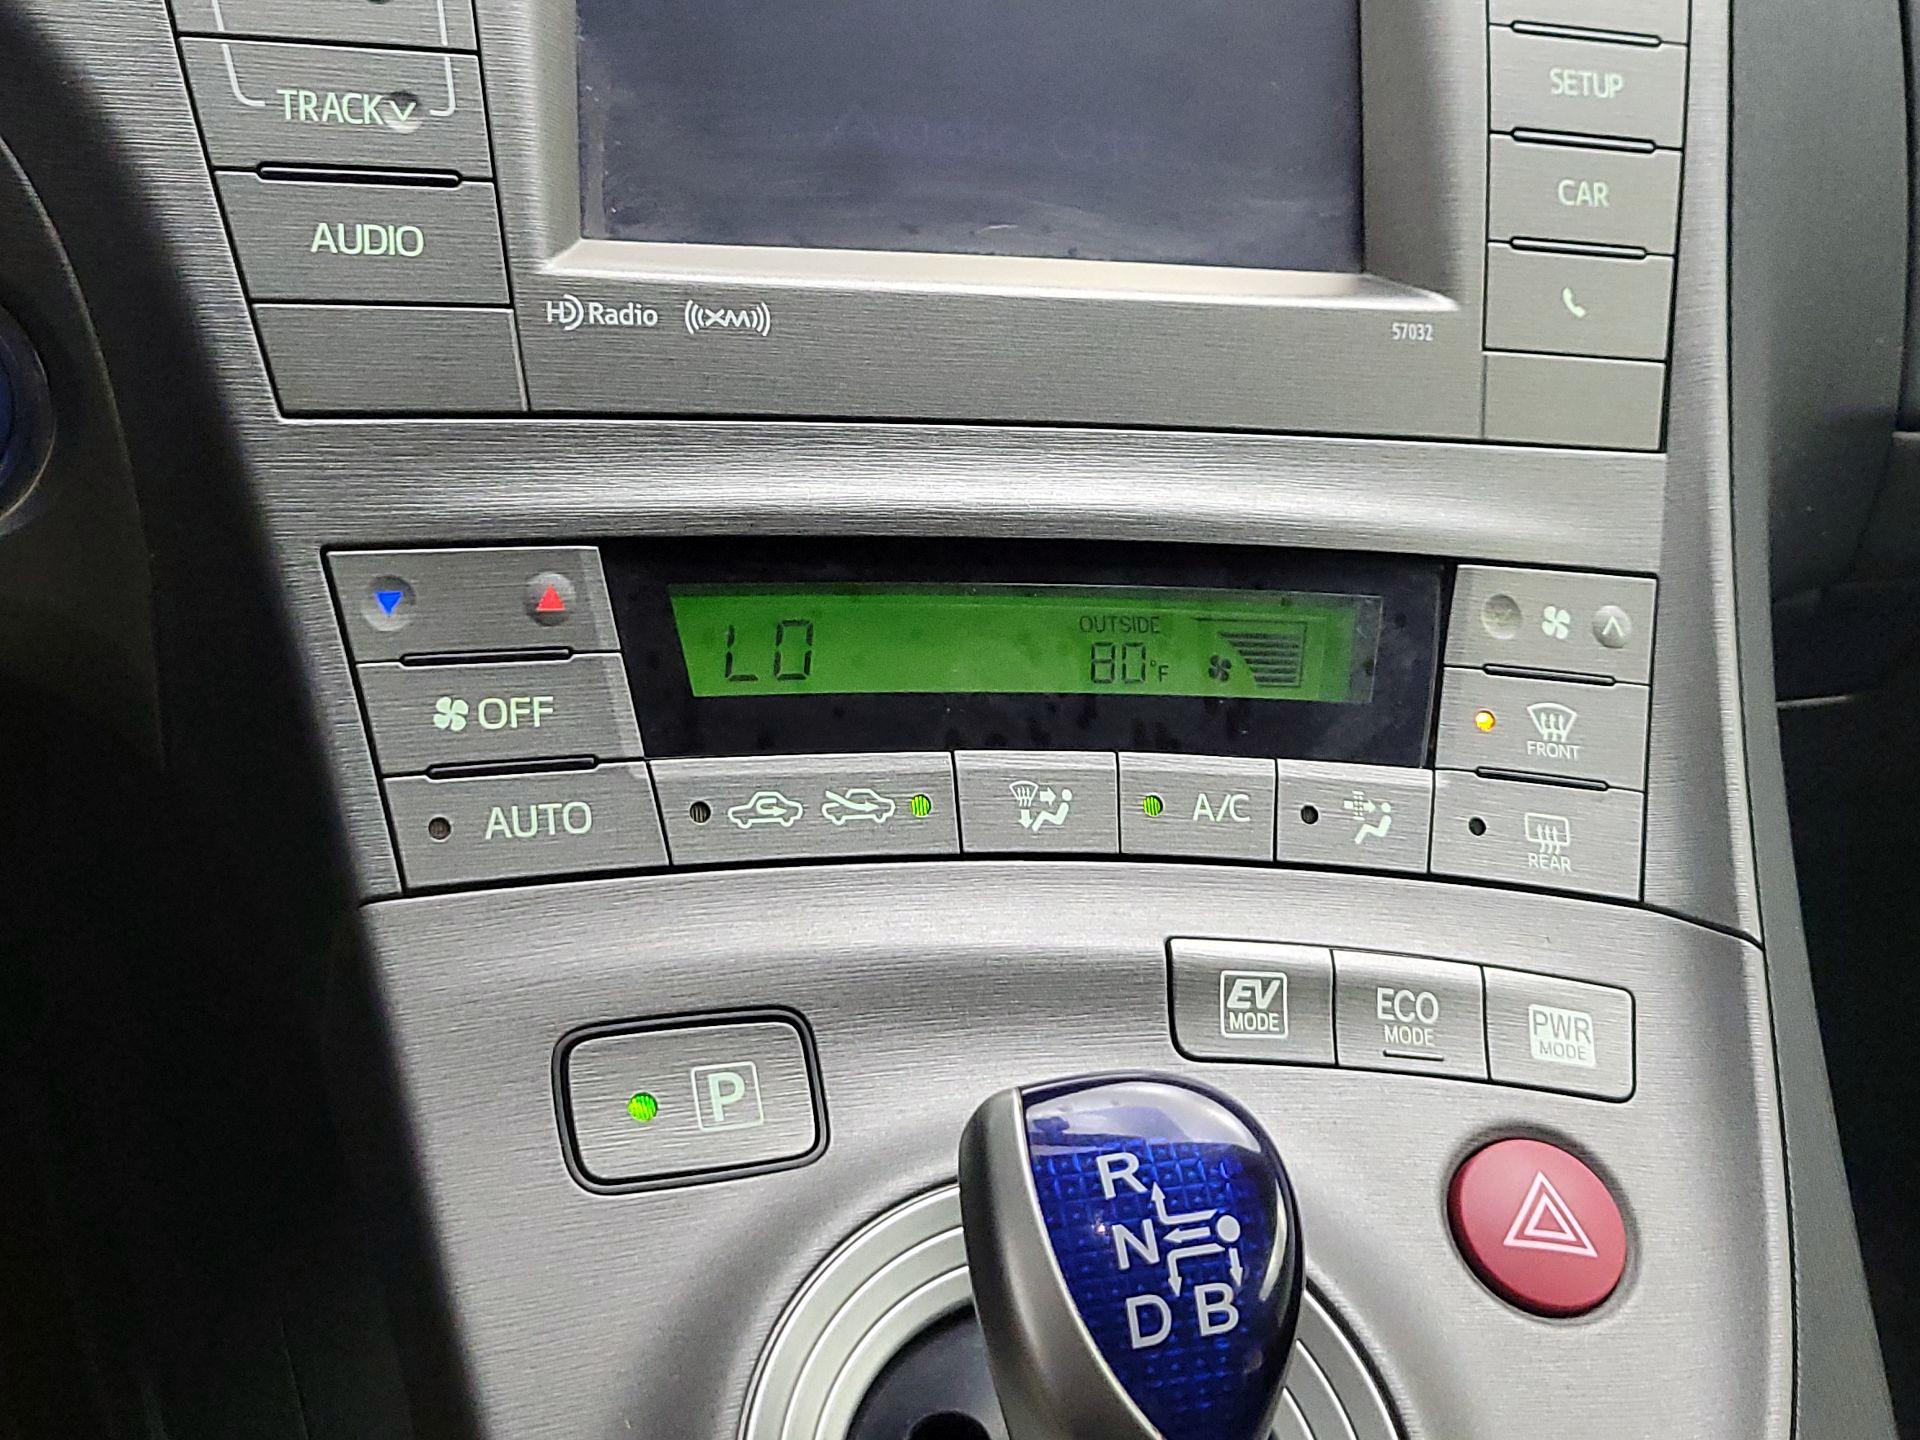 TRACK
AUDIO
SETUP
CAR
HD Radio
((XM))
57032
OFF
AUTO
LO
OUTSIDE
80°F
A/C
FRONT
REAR
EV
MODE
ECO
MODE
PWR
MODE
P
R
N
D B